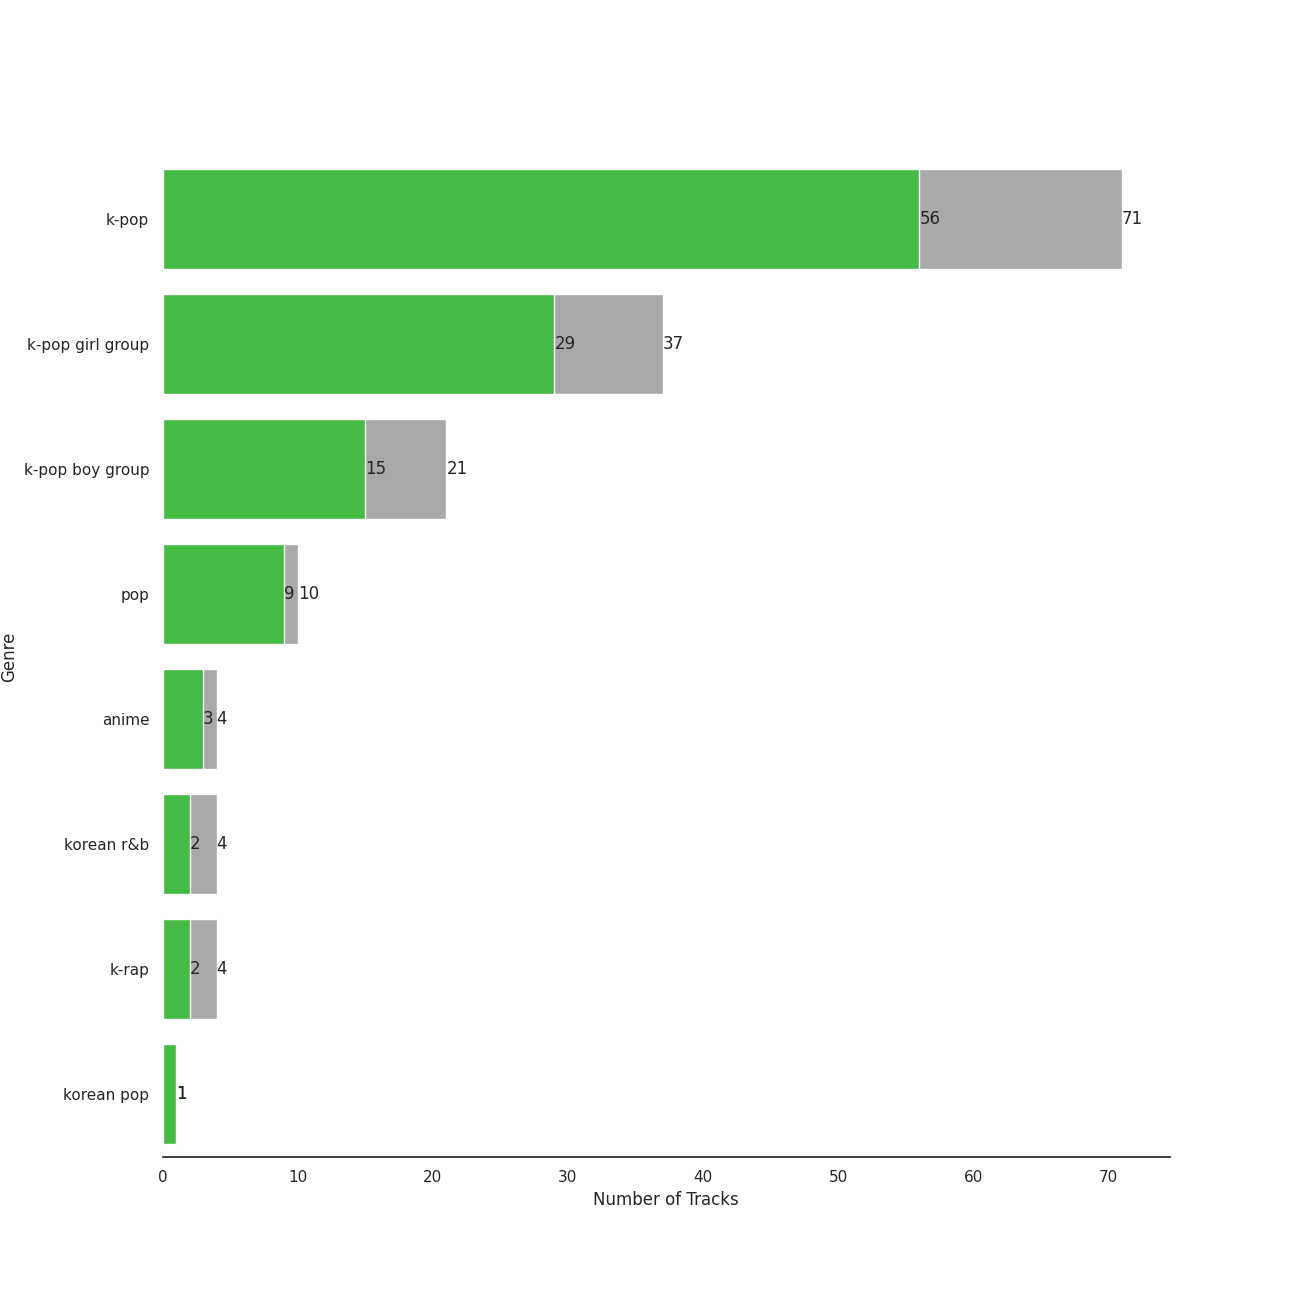 k-pop 56 71
k-pop girl group 29 37
k-pop boy group 15 21
pop 9 10
anime 3 4
korean r&b 2 4
k-rap 2 4
korean pop 1
Genre
0 10 20 30 40 50 60 70
Number of Tracks